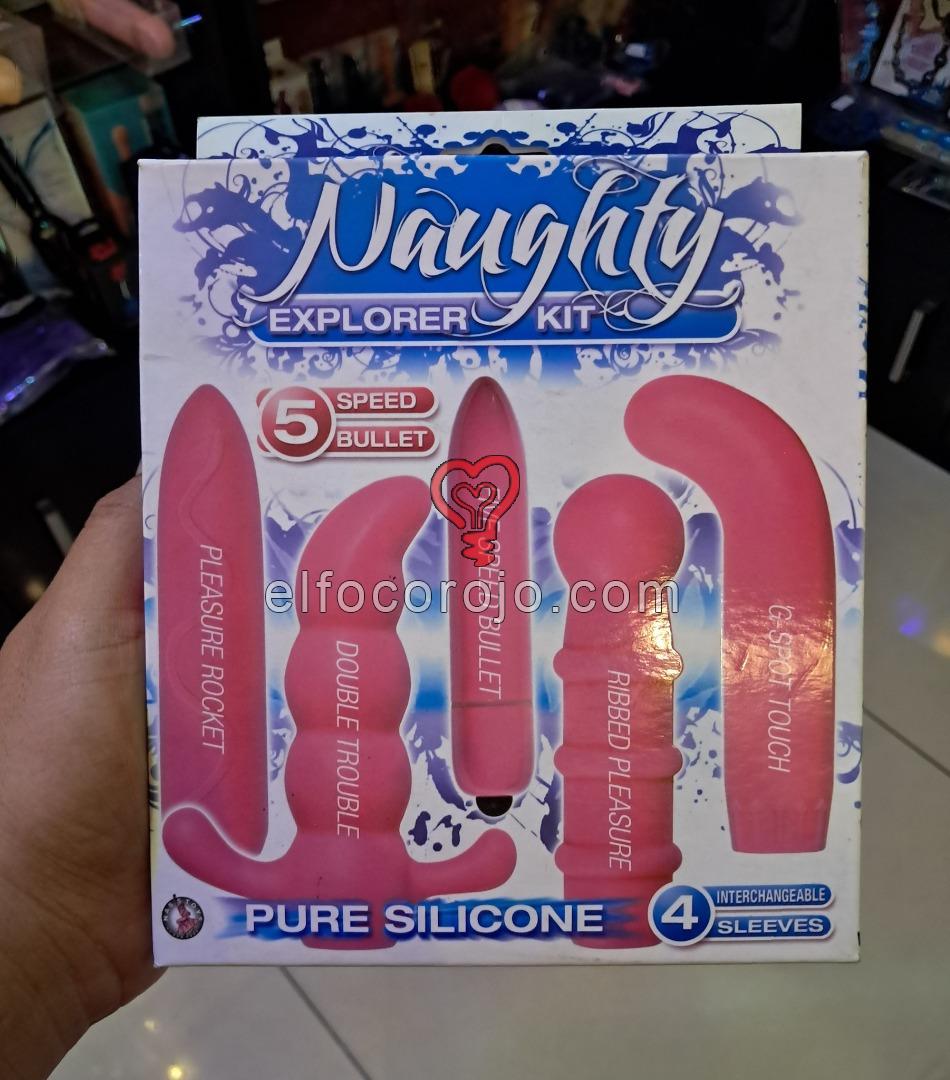 Naughty
EXPLORER KIT
5 SPEED
BULLET
PLEASURE ROCKET
DOUBLE TROUBLE
SPEED BULLET
RIBBED PLEASURE
G-SPOT TOUCH
elfocorojo.com
PURE SILICONE
4 INTERCHANGEABLE
SLEEVES